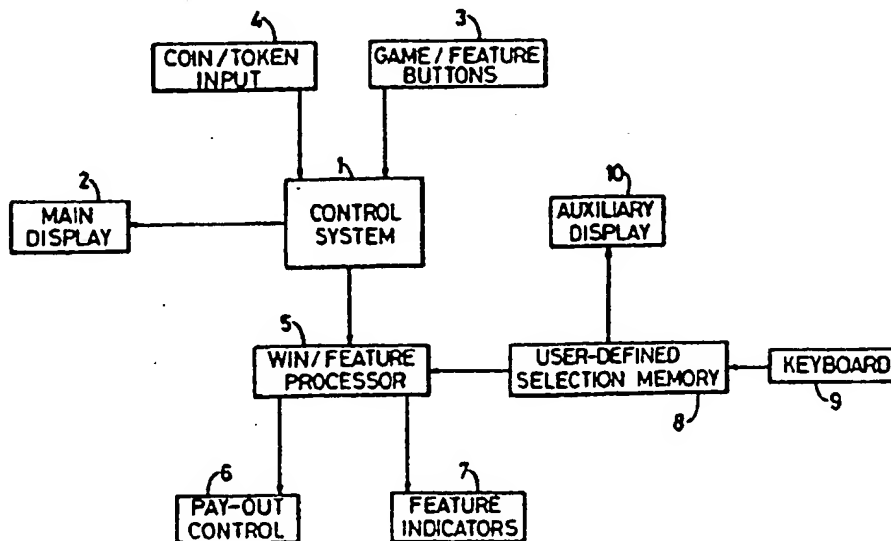 4
3
COIN/TOKEN
INPUT
GAME/FEATURE
BUTTONS
2
1
10
MAIN
DISPLAY
CONTROL
SYSTEM
AUXILIARY
DISPLAY
5
WIN/FEATURE
PROCESSOR
USER-DEFINED
SELECTION MEMORY
KEYBOARD
8
9
6
7
PAY-OUT
CONTROL
FEATURE
INDICATORS